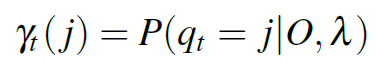 γₜ(j) = P(qₜ = j|O, λ)